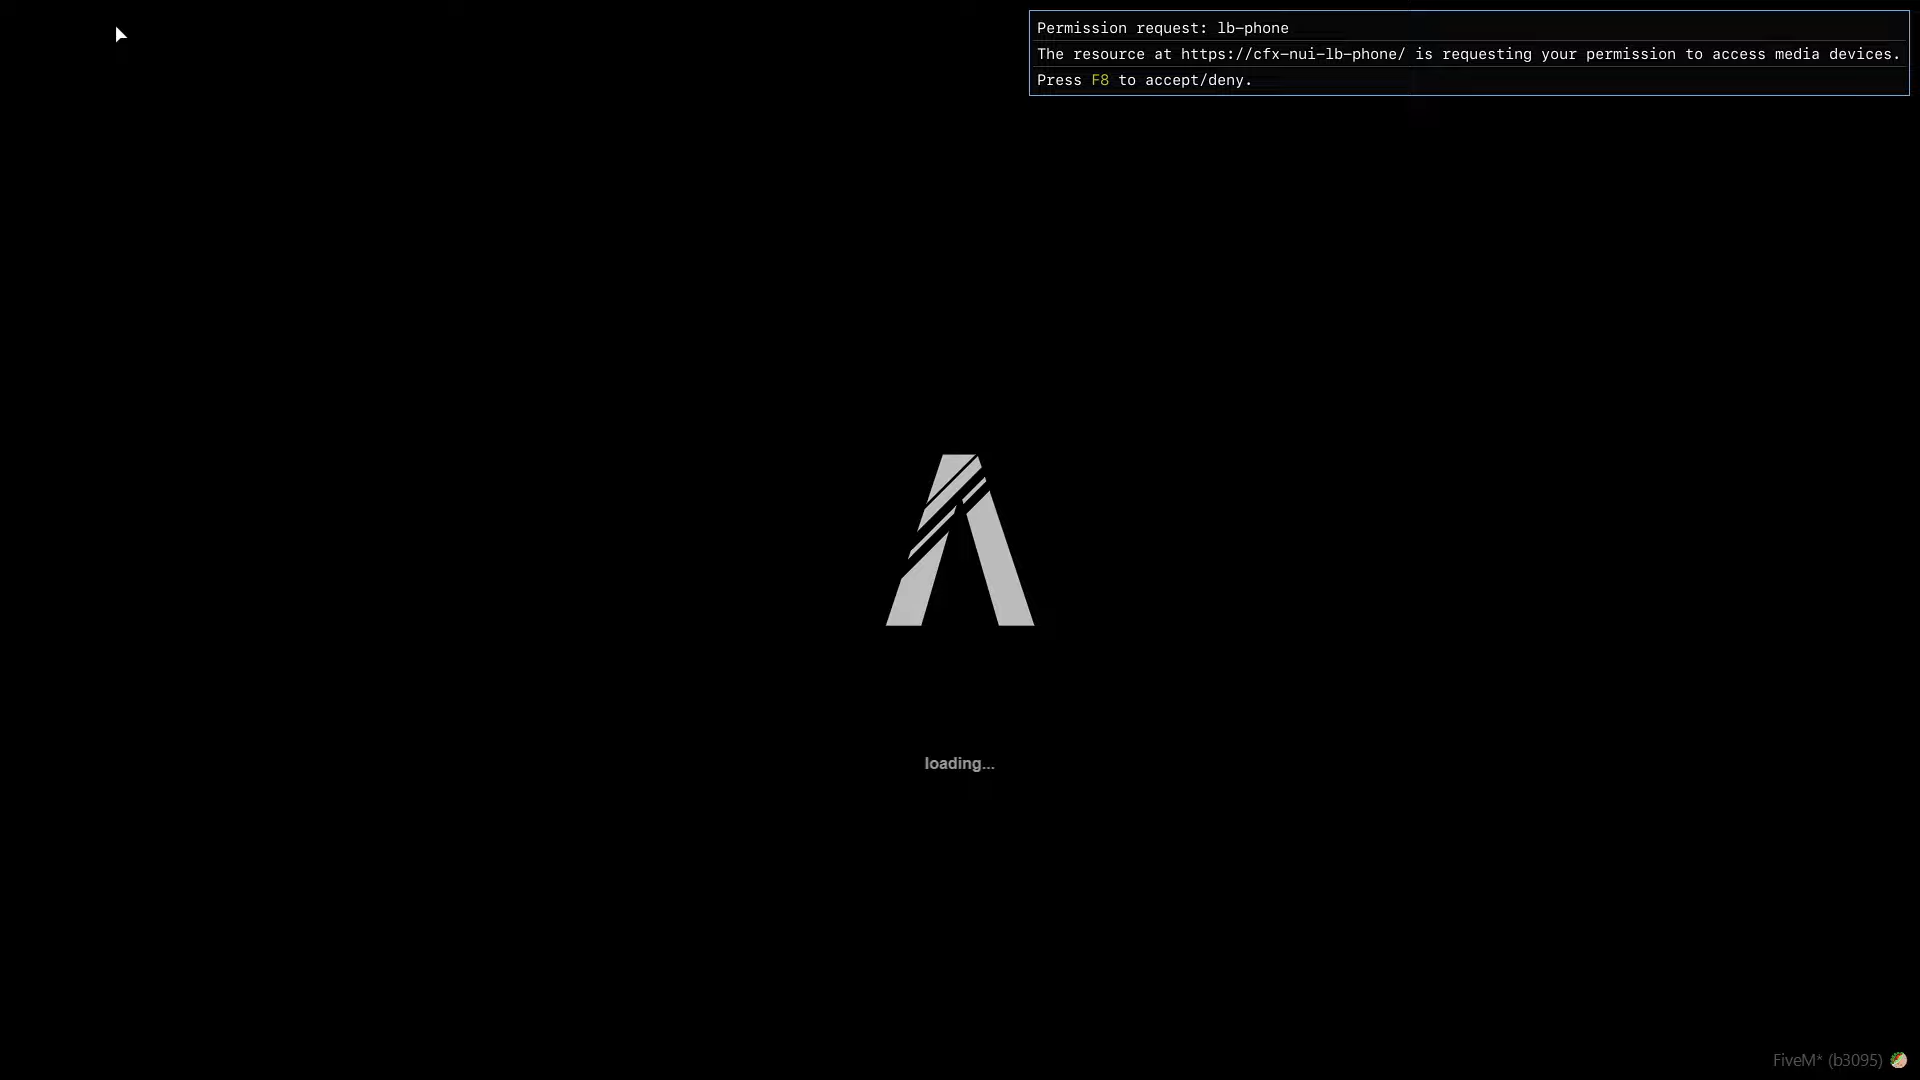 Permission request: lb-phone
The resource at https://cfx-nui-lb-phone/ is requesting your permission to access media devices.
Press F8 to accept/deny.
loading...
FiveM* (b3095)